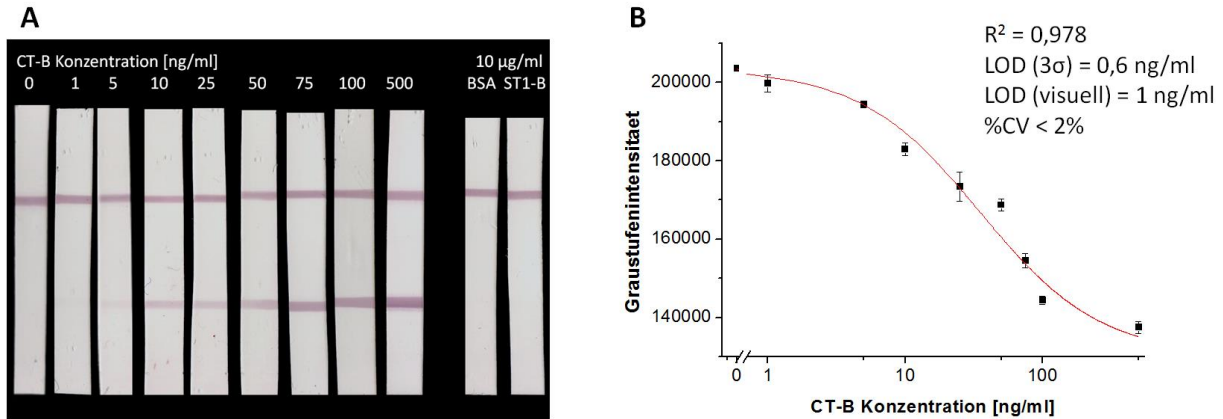 A
CT-B Konzentration [ng/ml]
10 µg/ml
0 1 5 10 25 50 75 100 500 BSA ST1-B
B
R² = 0,978
LOD (3σ) = 0,6 ng/ml
LOD (visuell) = 1 ng/ml
%CV < 2%
Graustufenintensitaet
200000
180000
160000
140000
0 1 10 100
CT-B Konzentration [ng/ml]